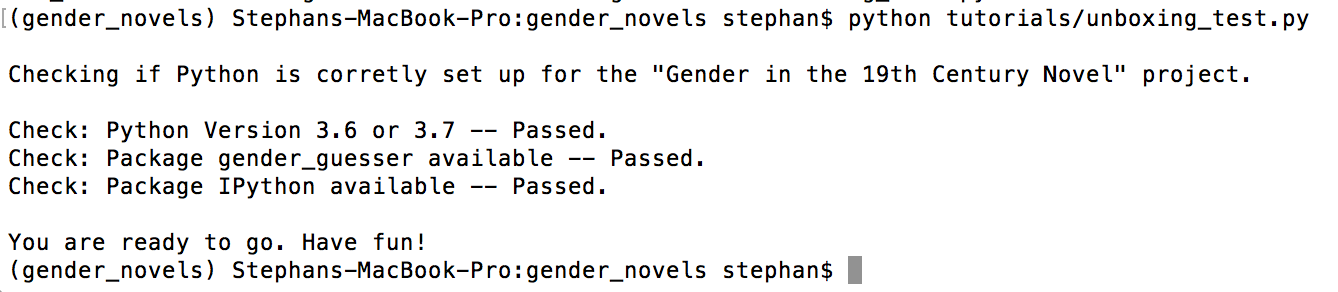 [(gender_novels) Stephans-MacBook-Pro:gender_novels stephan$ python tutorials/unboxing_test.py
Checking if Python is corretly set up for the "Gender in the 19th Century Novel" project.
Check: Python Version 3.6 or 3.7 -- Passed.
Check: Package gender_guesser available -- Passed.
Check: Package IPython available -- Passed.
You are ready to go. Have fun!
(gender_novels) Stephans-MacBook-Pro:gender_novels stephan$